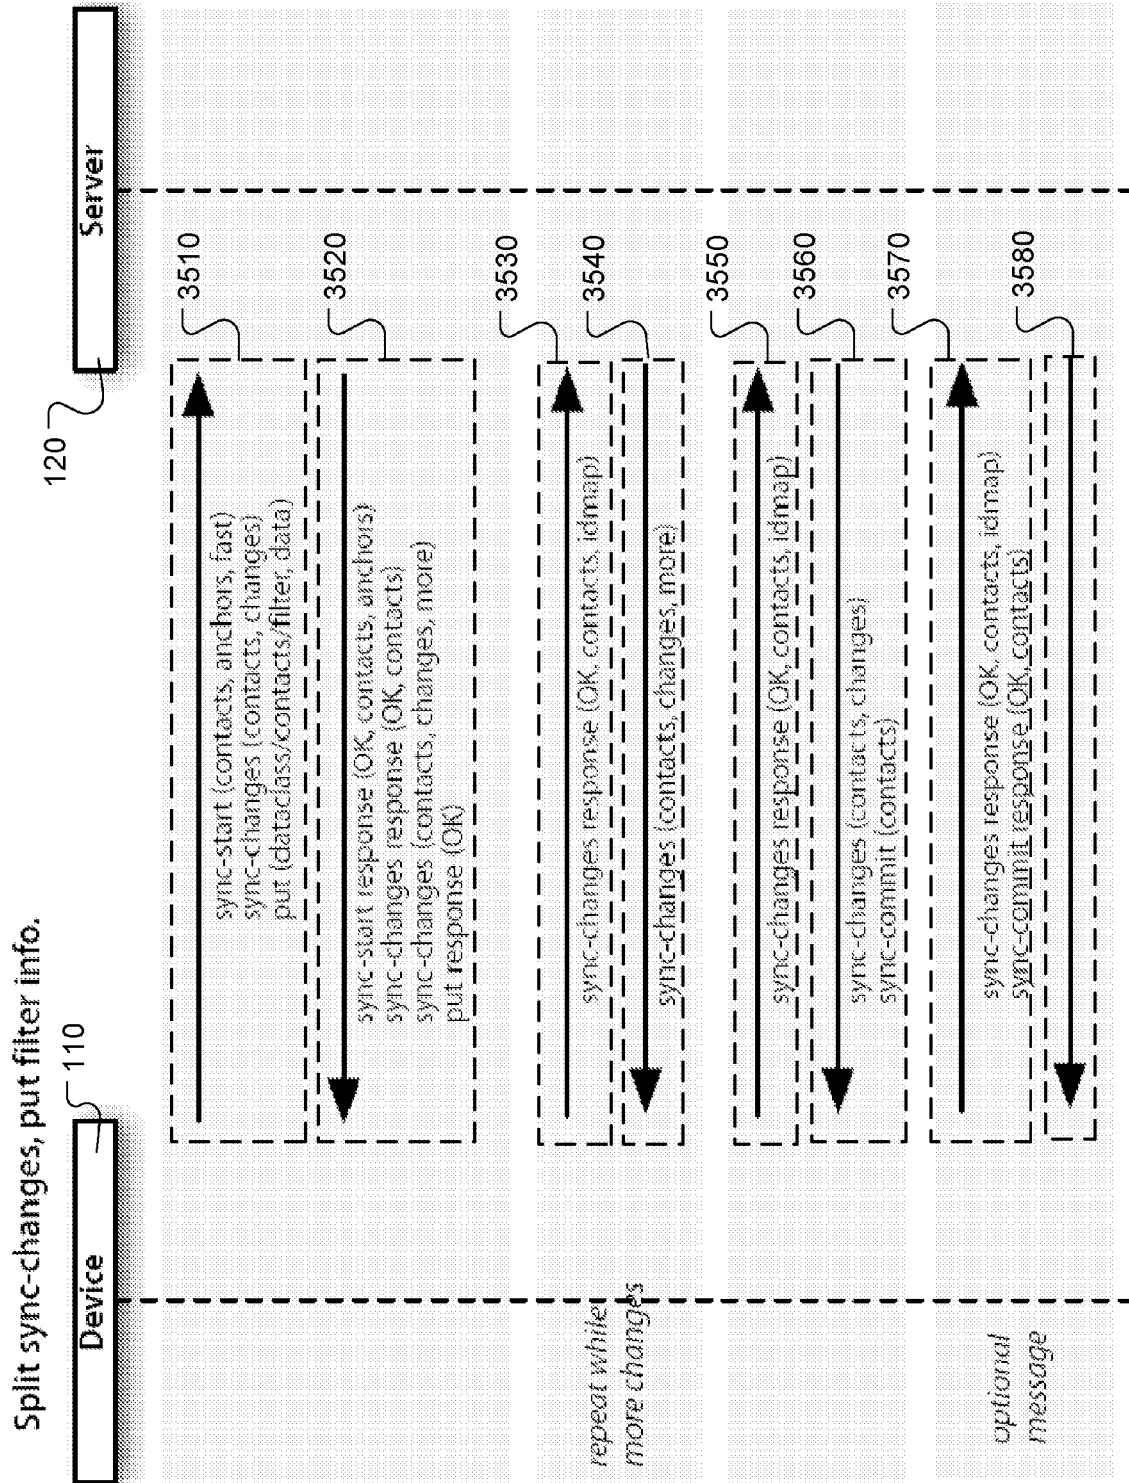 Split sync-changes, put filter info.
110
120
Device
Server
3510
sync-start (contacts, anchors, fast)
sync-changes (contacts, changes)
put (dataclass/contacts/filter, data)
3520
sync-start response (OK, contacts, anchors)
sync-changes response (OK, contacts)
sync-changes (contacts, changes, more)
put response (OK)
repeat while
more changes
3530
sync-changes response (OK, contacts, idmap)
3540
sync-changes (contacts, changes, more)
3550
sync-changes response (OK, contacts, idmap)
3560
sync-changes (contacts, changes)
sync-commit (contacts)
optional
message
3570
sync-changes response (OK, contacts, idmap)
sync-commit response (OK, contacts)
3580